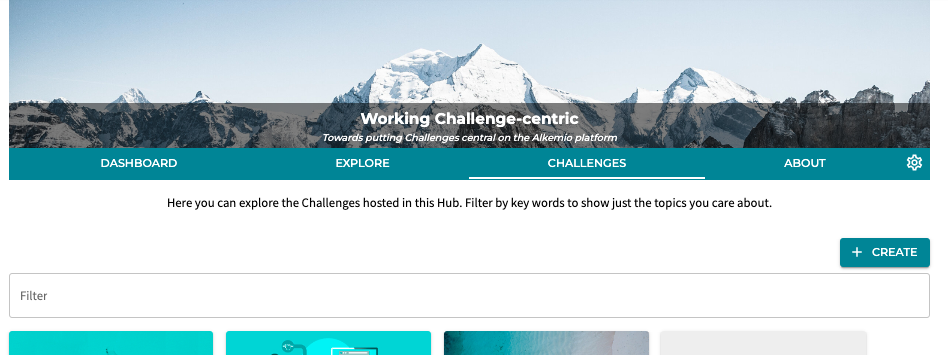 Working Challenge-centric
Towards putting Challenges central on the Alkemio platform
DASHBOARD
EXPLORE
CHALLENGES
ABOUT
Here you can explore the Challenges hosted in this Hub. Filter by key words to show just the topics you care about.
+ CREATE
Filter